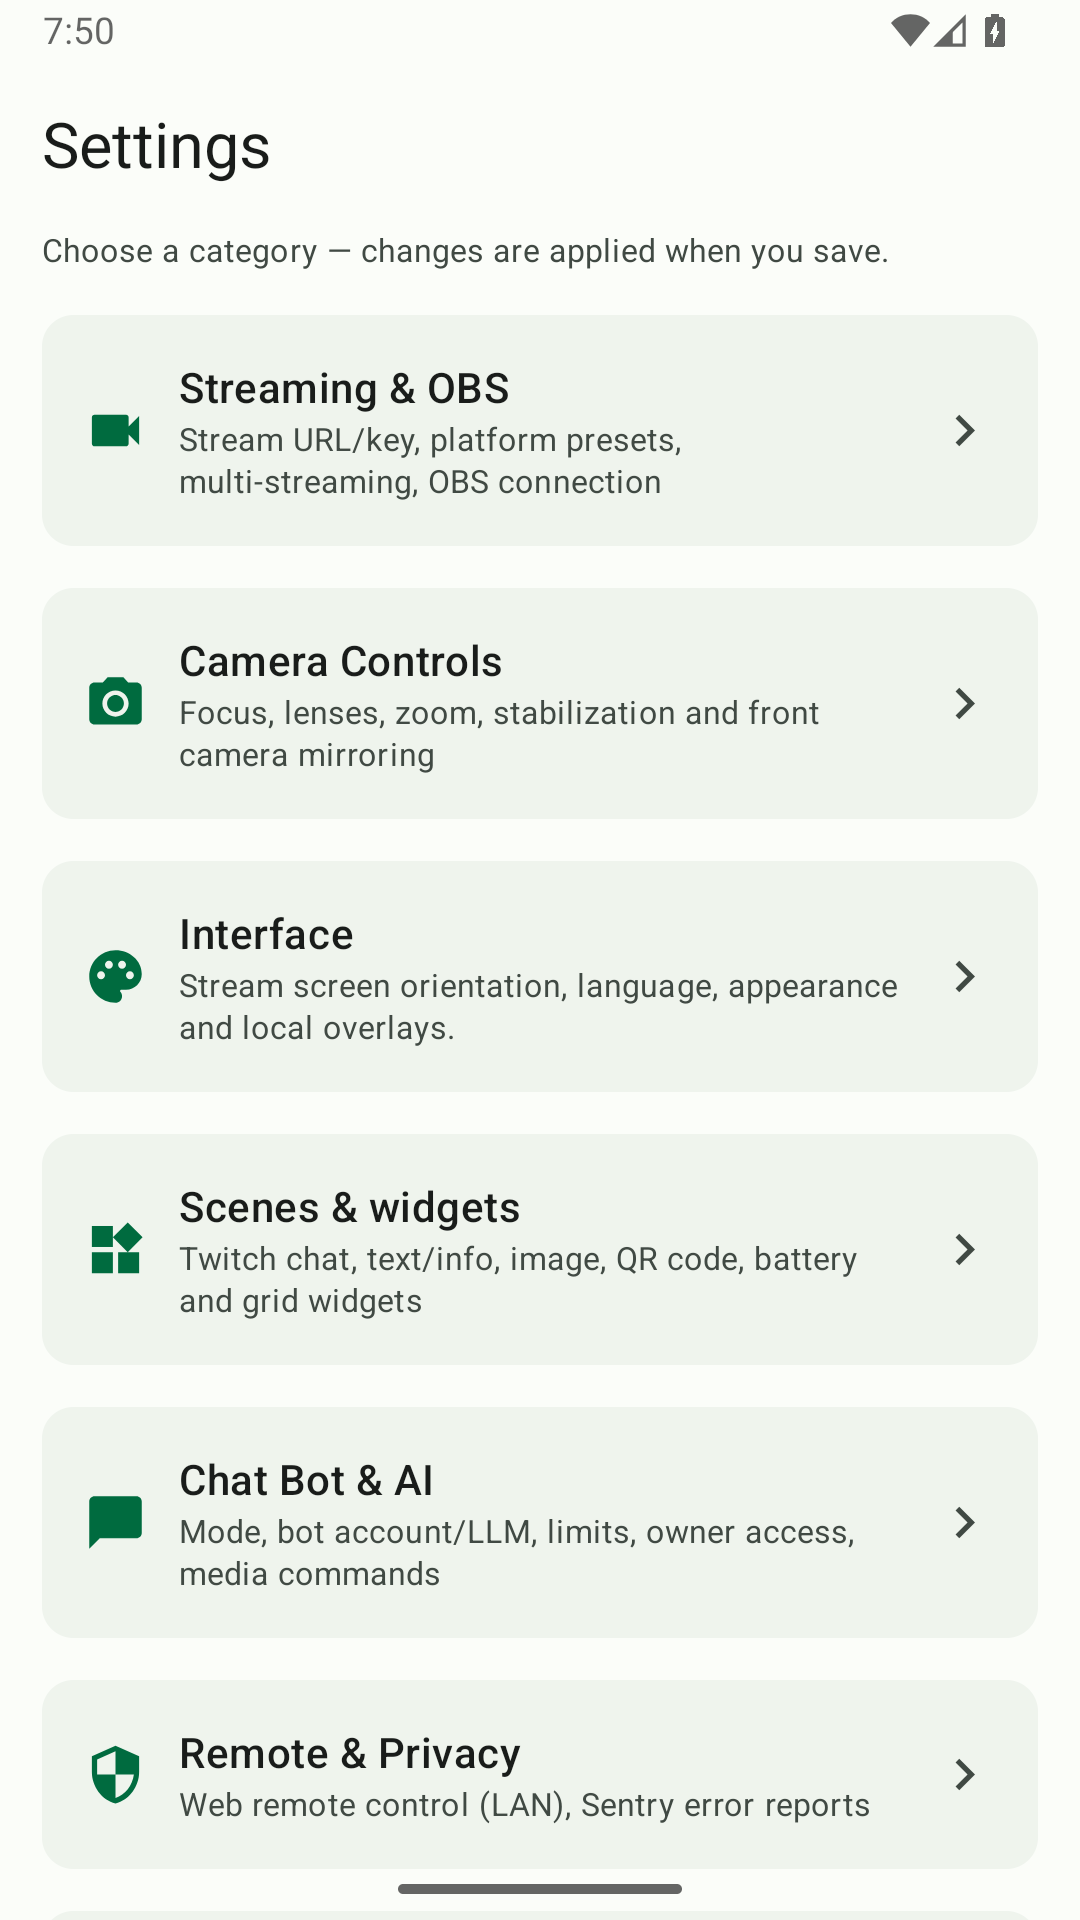 7:50
Settings
Choose a category — changes are applied when you save.
Streaming & OBS
Stream URL/key, platform presets,
multi-streaming, OBS connection
Camera Controls
Focus, lenses, zoom, stabilization and front
camera mirroring
Interface
Stream screen orientation, language, appearance
and local overlays.
Scenes & widgets
Twitch chat, text/info, image, QR code, battery
and grid widgets
Chat Bot & AI
Mode, bot account/LLM, limits, owner access,
media commands
Remote & Privacy
Web remote control (LAN), Sentry error reports